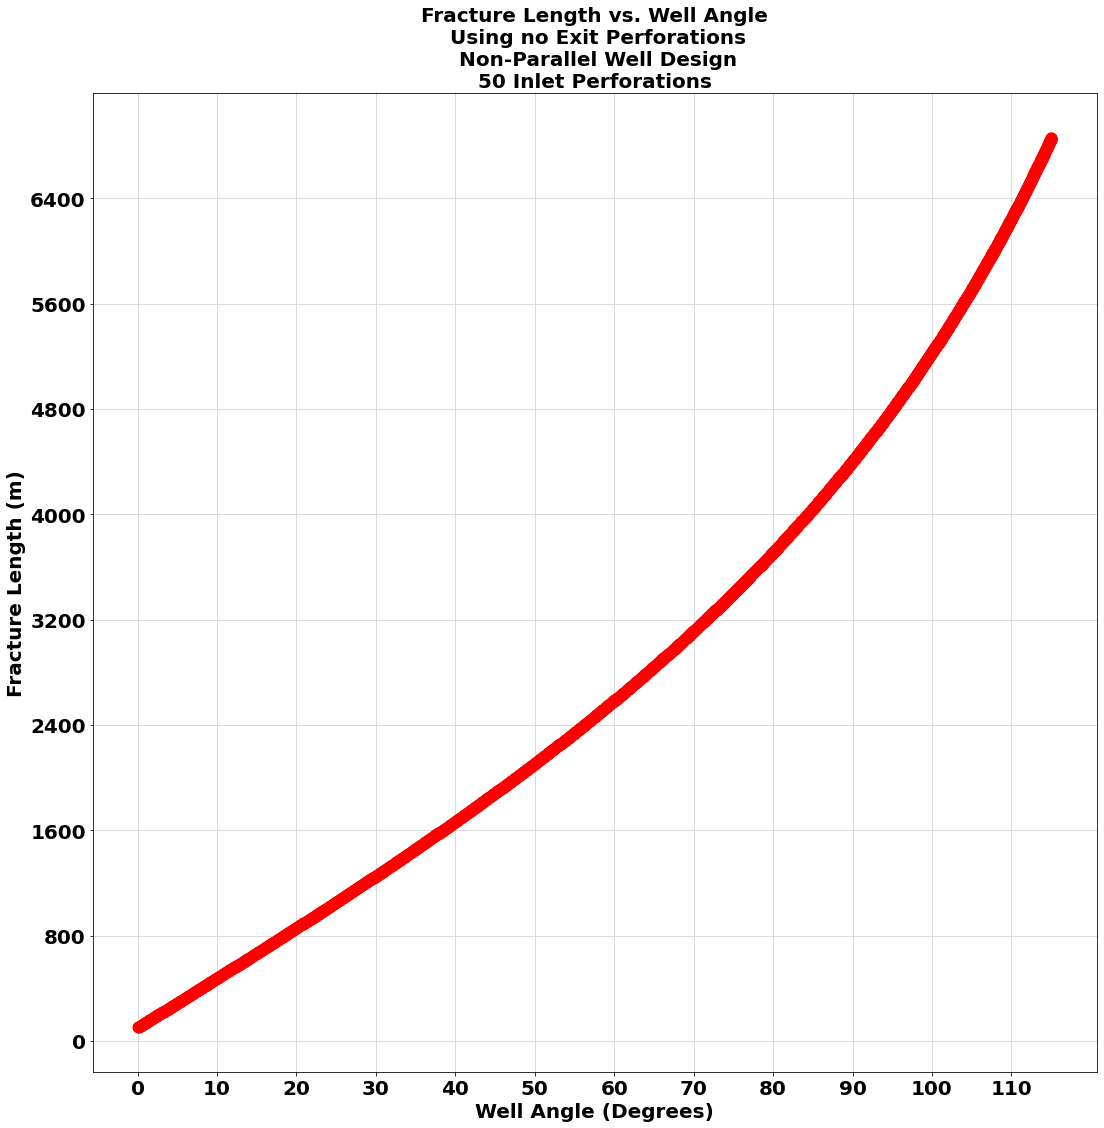 Fracture Length vs. Well Angle
Using no Exit Perforations
Non-Parallel Well Design
50 Inlet Perforations
6400
5600
4800
4000
3200
2400
1600
800
0
Fracture Length (m)
0 10 20 30 40 50 60 70 80 90 100 110
Well Angle (Degrees)